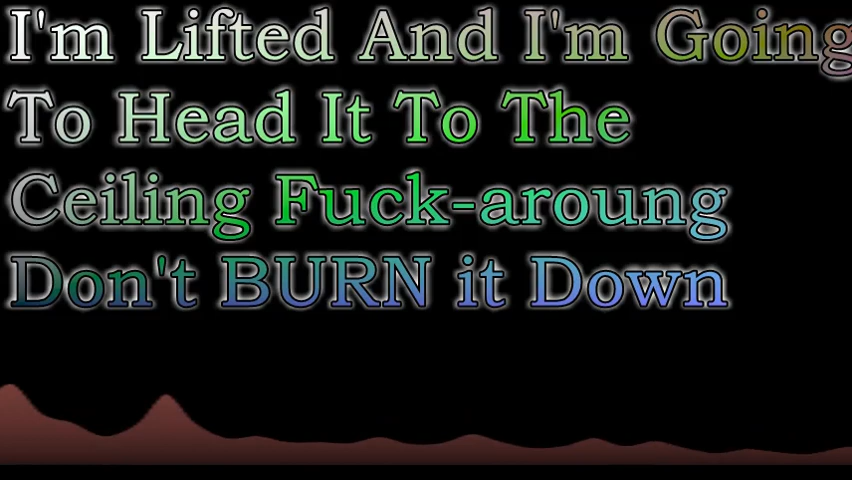 I'm Lifted And I'm Going
To Head It To The
Ceiling Fuck-aroung
Don't BURN it Down